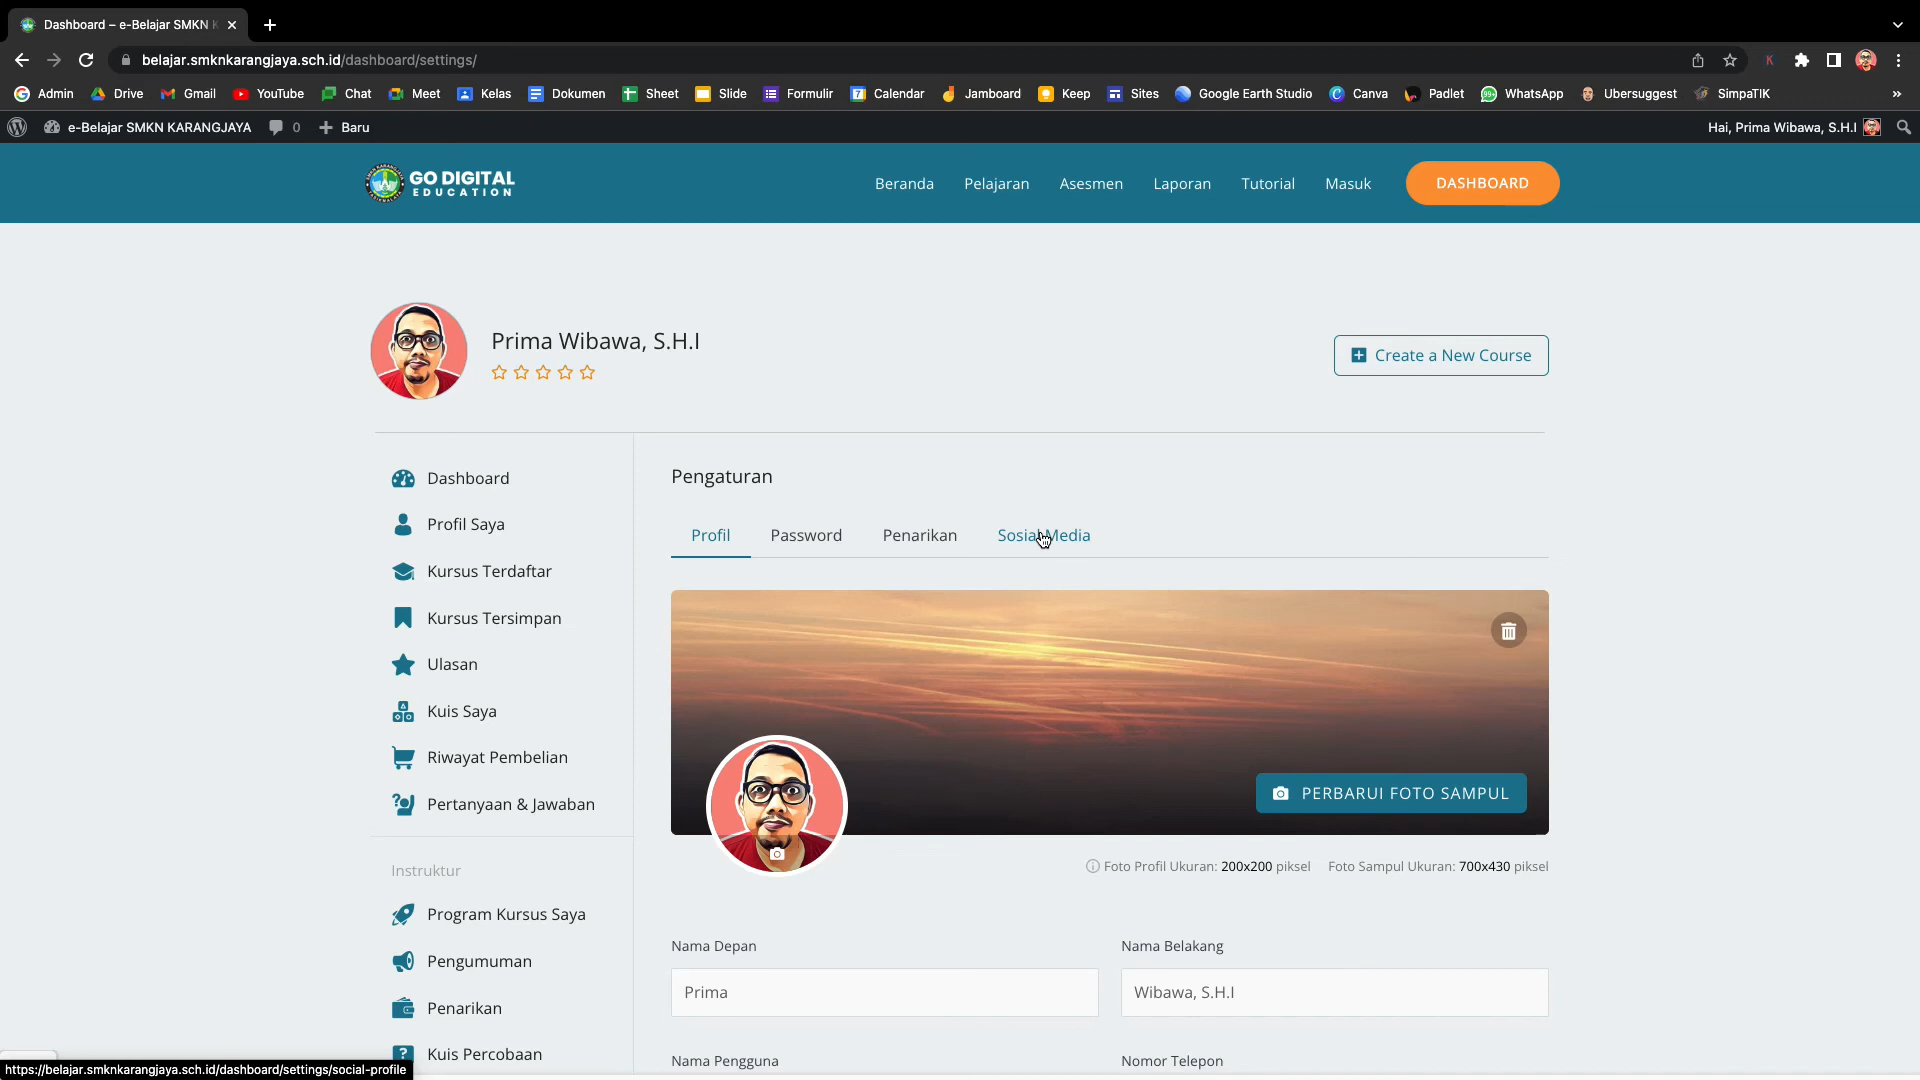 Dashboard – e-Belajar SMKN K
belajar.smknkarangjaya.sch.id/dashboard/settings/
Admin Drive Gmail YouTube Chat Meet Kelas Dokumen Sheet Slide Formulir Calendar Jamboard Keep Sites Google Earth Studio Canva Padlet WhatsApp Ubersuggest SimpaTIK
e-Belajar SMKN KARANGJAYA 0 Baru Hai, Prima Wibawa, S.H.I
GO DIGITAL
EDUCATION
Beranda Pelajaran Asesmen Laporan Tutorial Masuk DASHBOARD
Prima Wibawa, S.H.I
Create a New Course
Dashboard
Profil Saya
Kursus Terdaftar
Kursus Tersimpan
Ulasan
Kuis Saya
Riwayat Pembelian
Pertanyaan & Jawaban
Instruktur
Program Kursus Saya
Pengumuman
Penarikan
Kuis Percobaan
Pengaturan
Profil Password Penarikan Sosial Media
PERBARUI FOTO SAMPUL
Foto Profil Ukuran: 200x200 piksel Foto Sampul Ukuran: 700x430 piksel
Nama Depan Nama Belakang
Prima Wibawa, S.H.I
Nama Pengguna Nomor Telepon
https://belajar.smknkarangjaya.sch.id/dashboard/settings/social-profile